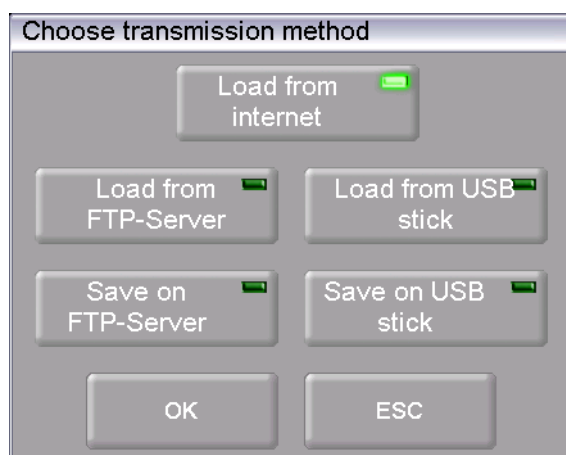 Choose transmission method
Load from
internet
Load from
FTP-Server
Load from USB
stick
Save on
FTP-Server
Save on USB
stick
OK
ESC